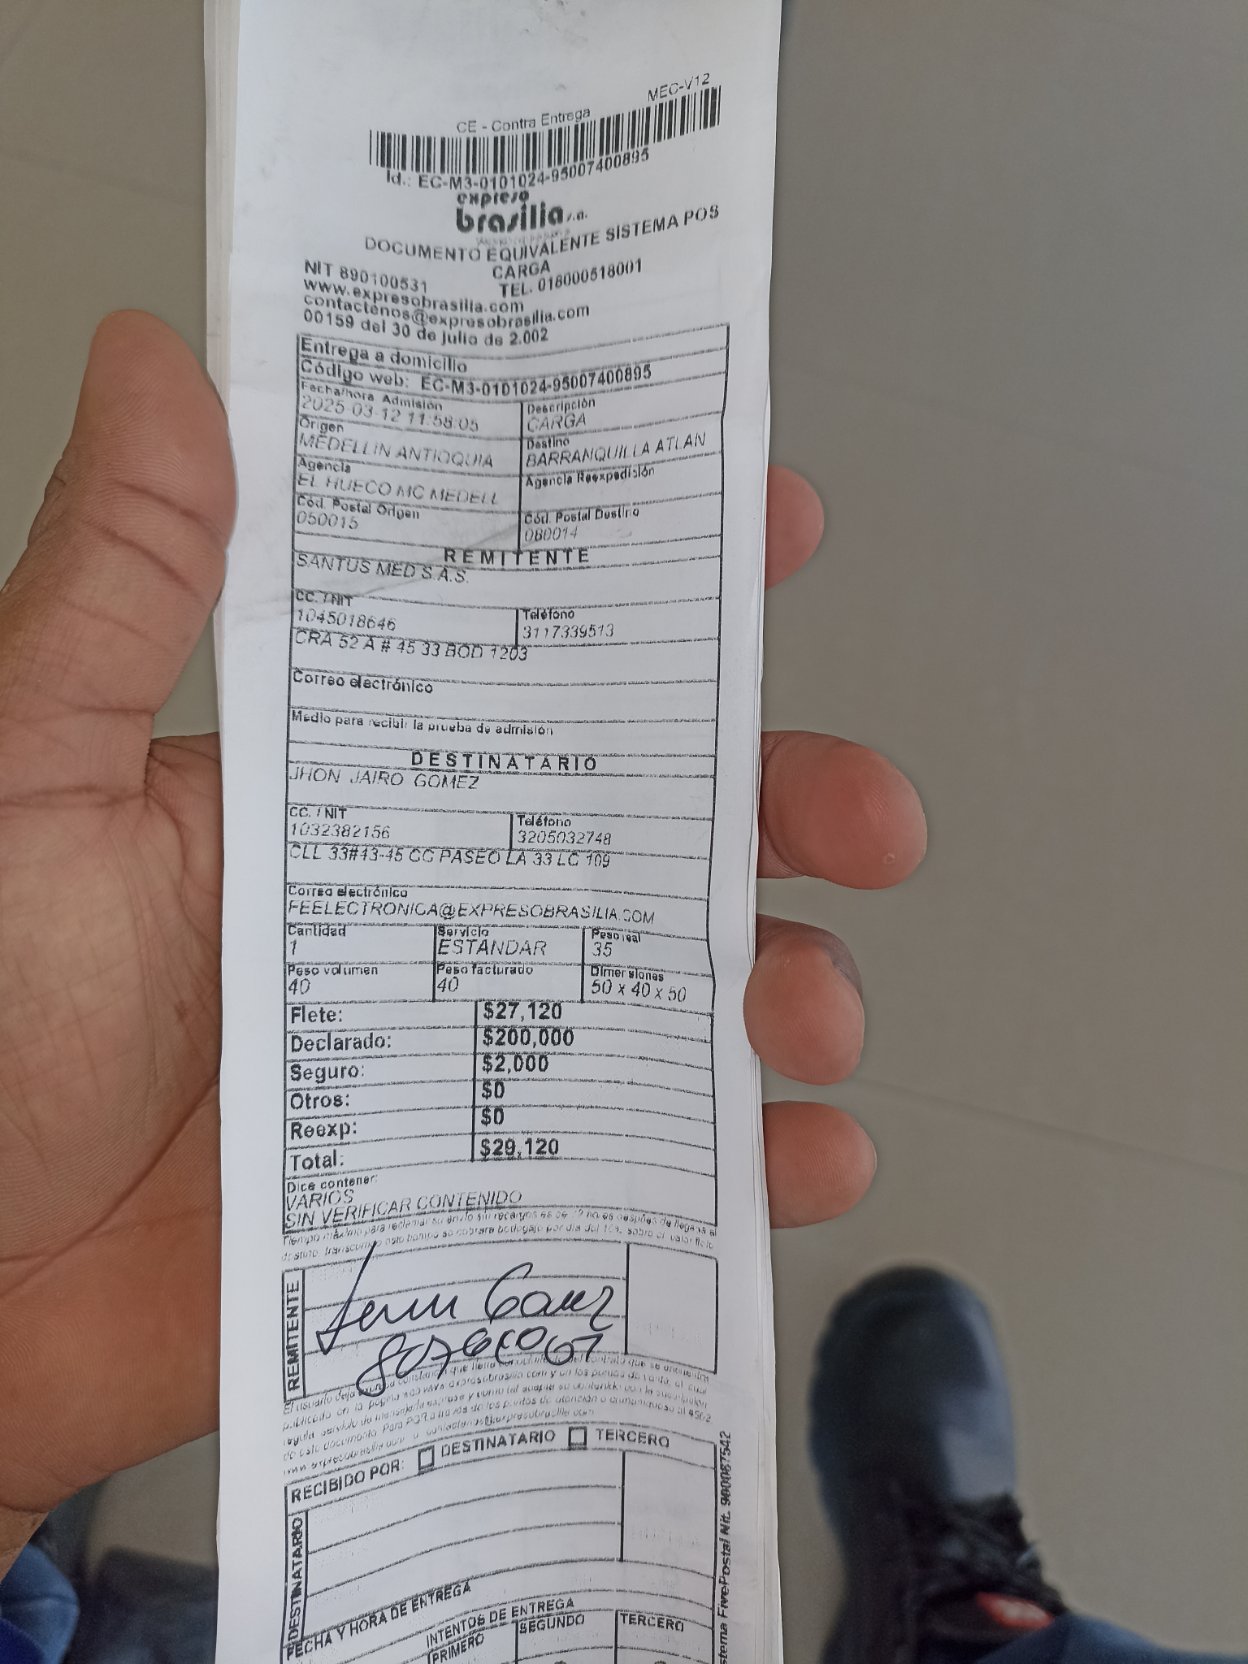 MEC-V12
CE - Contra Entrega
Id.: EC-M3-0101024-95007400895
expreso
brasilia s.a.
DOCUMENTO EQUIVALENTE SISTEMA POS
CARGA
NIT 890100531 TEL. 018000518001
www.expresobrasilia.com
contactenos@expresobrasilia.com
00159 del 30 de julio de 2.002
Entrega a domicilio
Código web: EC-M3-0101024-95007400895
Fecha/hora Admisión Descripción
2025-03-12 11:58:05 CARGA
Origen Destino
MEDELLIN ANTIOQUIA BARRANQUILLA ATLAN
Agencia Agencia Reexpedisión
EL HUECO MC MEDELL
Cód. Postal Origen Cód. Postal Destino
050015 080014
REMITENTE
SANTUS MED S.A.S.
CC. / NIT Teléfono
1045018646 3117339513
CRA 52 A # 45 33 BOD 1203
Correo electrónico
Medio para recibir la prueba de admisión
DESTINATARIO
JHON JAIRO GOMEZ
CC. / NIT Teléfono
1032382156 3205032748
CLL 33#43-45 CC PASEO LA 33 LC 109
Correo electrónico
FEELECTRONICA@EXPRESOBRASILIA.COM
Cantidad Servicio Peso real
1 ESTANDAR 35
Peso volumen Peso facturado Dimensiones
40 40 50 x 40 x 50
Flete: $27,120
Declarado: $200,000
Seguro: $2,000
Otros: $0
Reexp: $0
Total: $29,120
Dice contener:
VARIOS
SIN VERIFICAR CONTENIDO
REMITENTE
RECIBIDO POR: DESTINATARIO TERCERO
DESTINATARIO
FECHA Y HORA DE ENTREGA
INTENTOS DE ENTREGA
PRIMERO SEGUNDO TERCERO
FivePostal Nit. 900087542